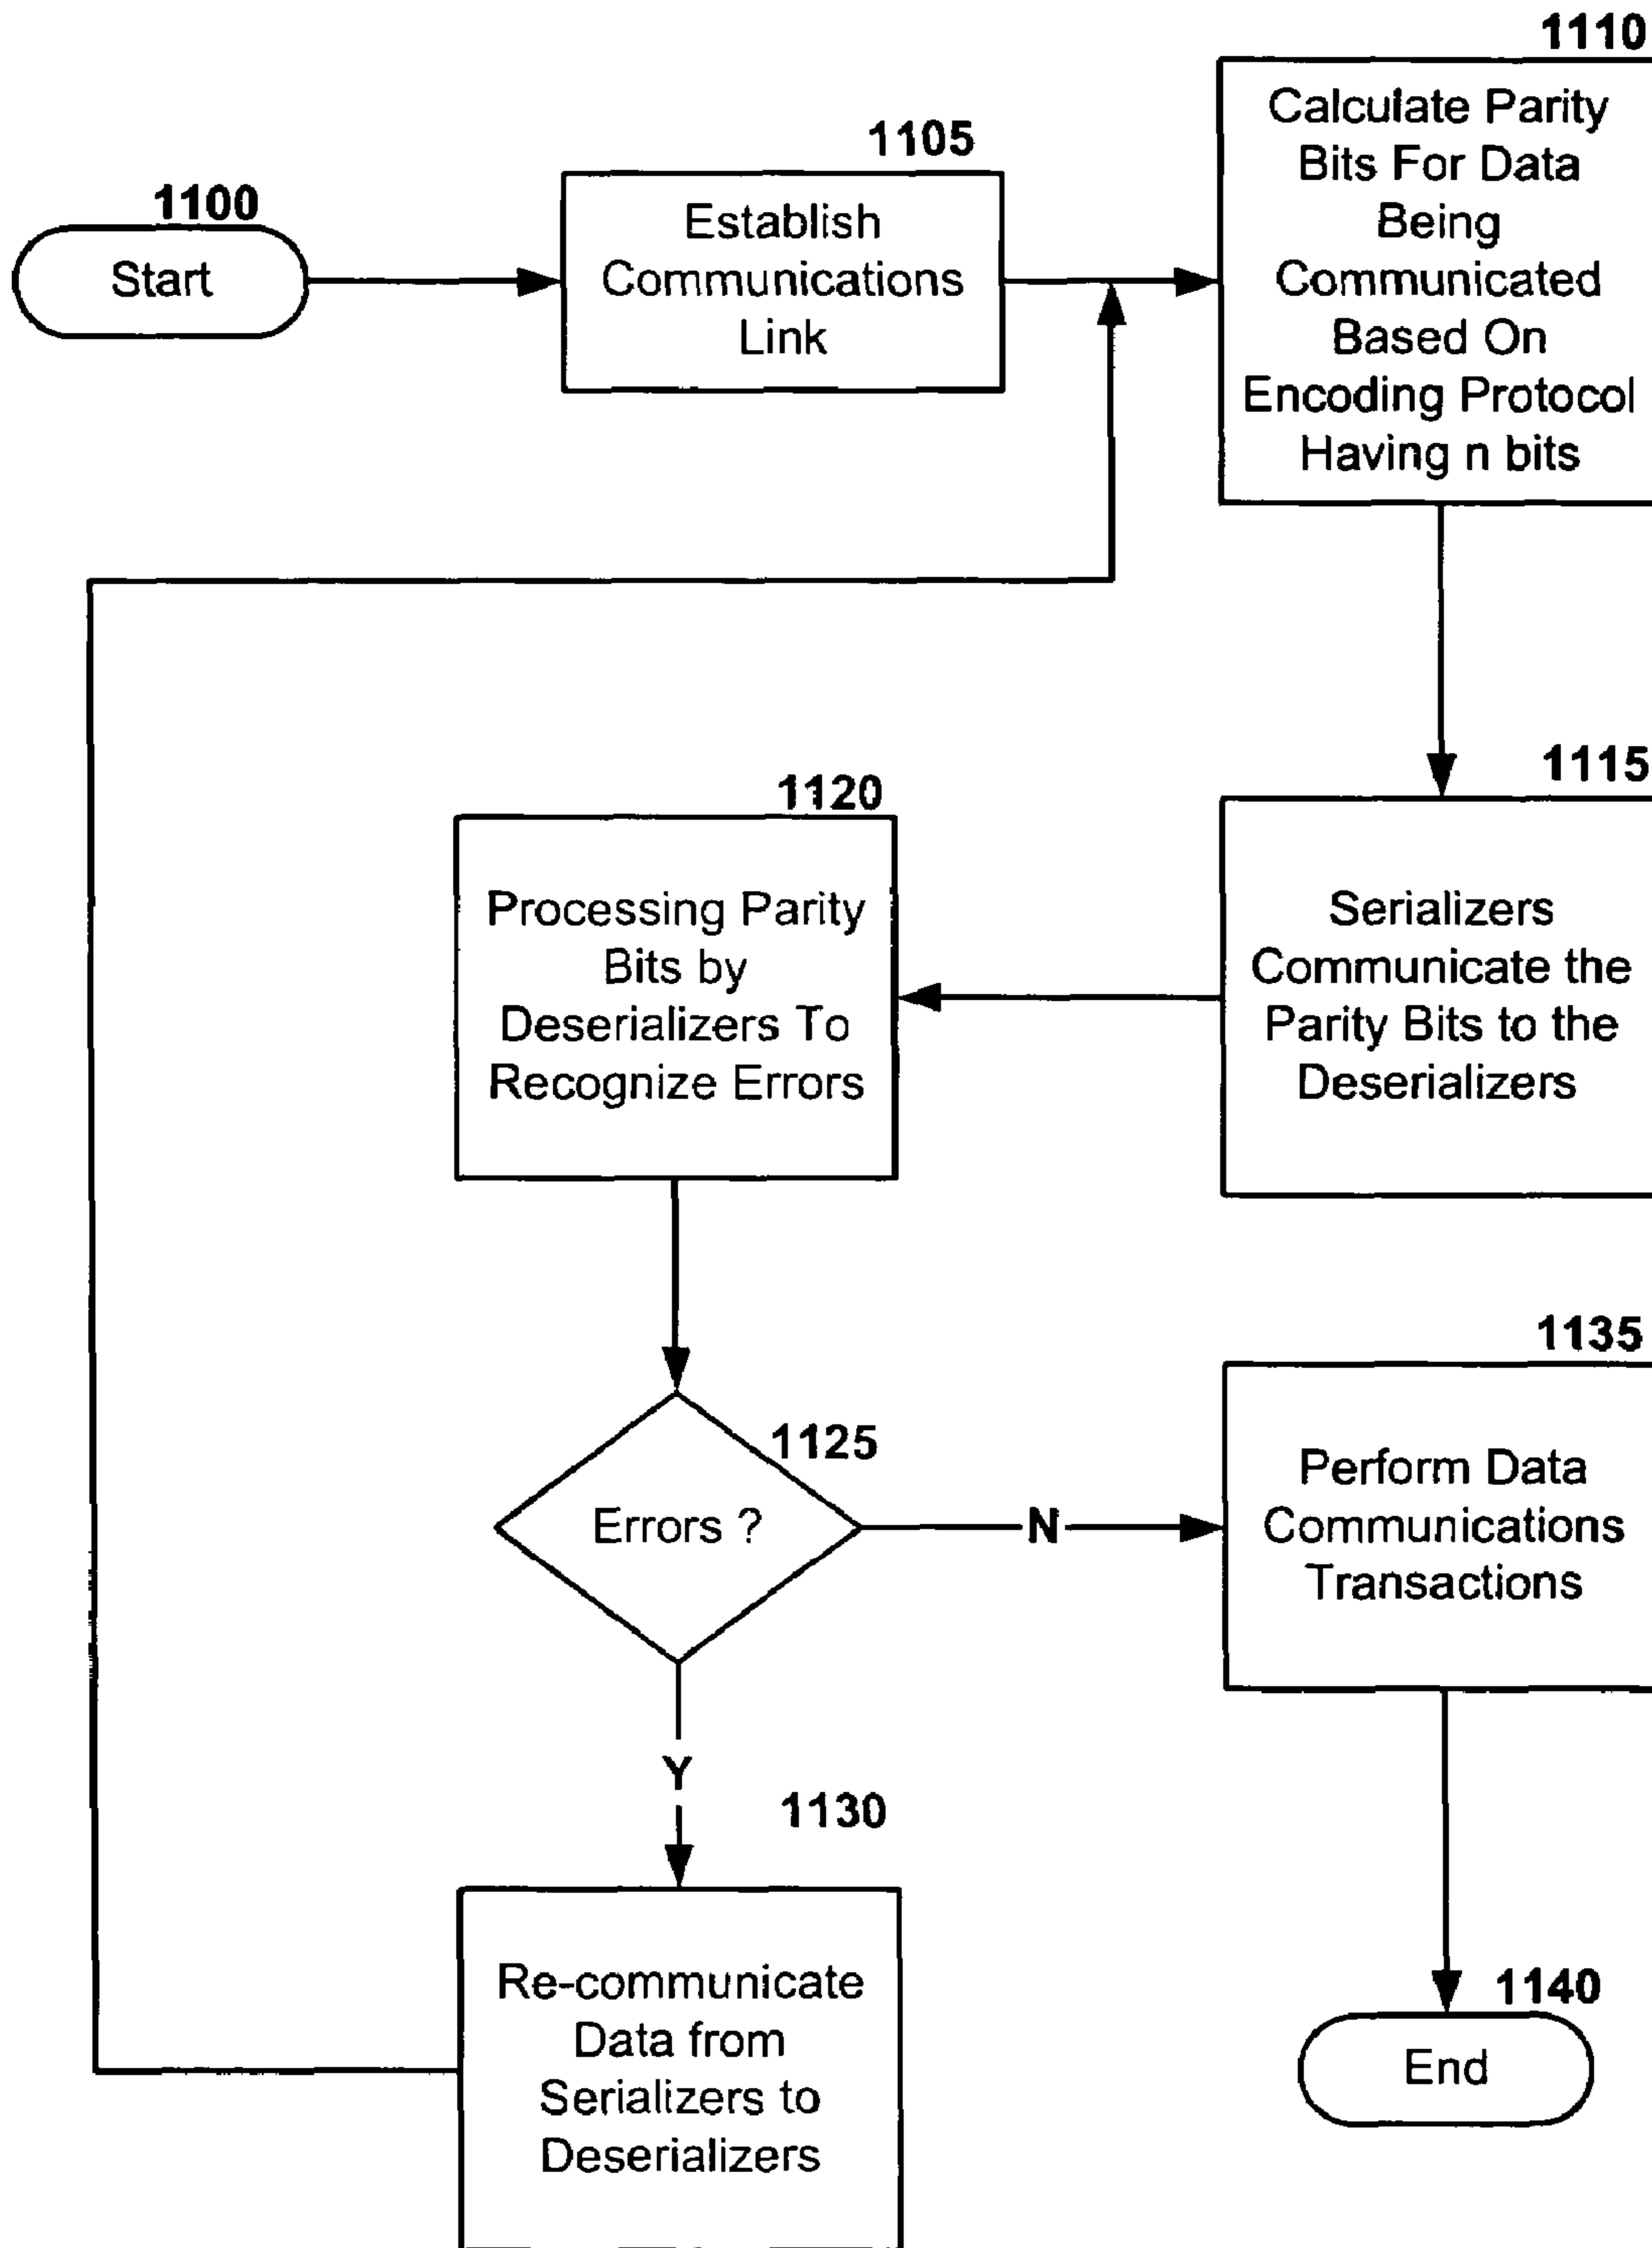 1100
Start
1105
Establish
Communications
Link
1110
Calculate Parity
Bits For Data
Being
Communicated
Based On
Encoding Protocol
Having n bits
1115
Serializers
Communicate the
Parity Bits to the
Deserializers
1120
Processing Parity
Bits by
Deserializers To
Recognize Errors
1125
Errors ?
N
Y
1130
Re-communicate
Data from
Serializers to
Deserializers
1135
Perform Data
Communications
Transactions
1140
End